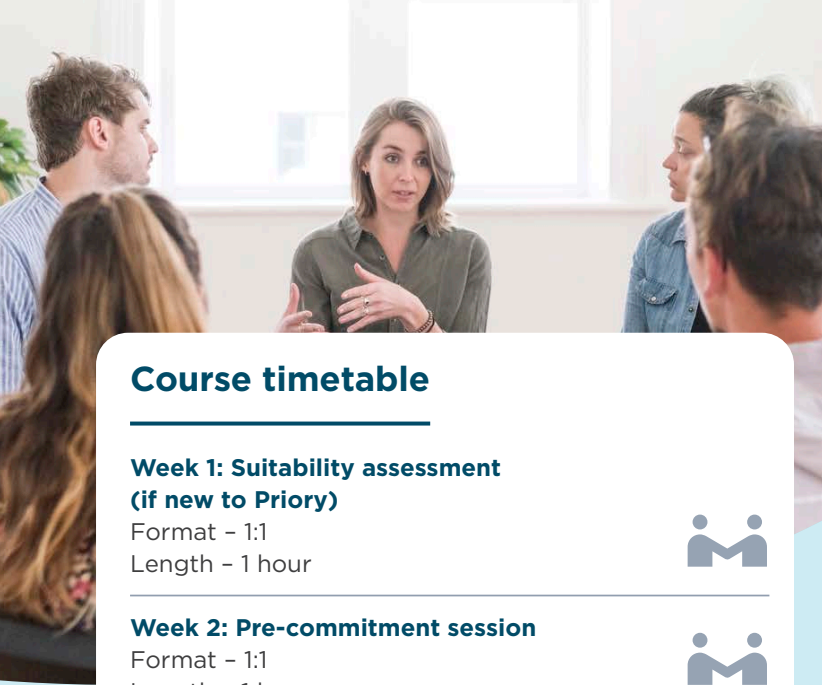 Course timetable
Week 1: Suitability assessment
(if new to Priory)
Format – 1:1
Length – 1 hour
Week 2: Pre-commitment session
Format – 1:1